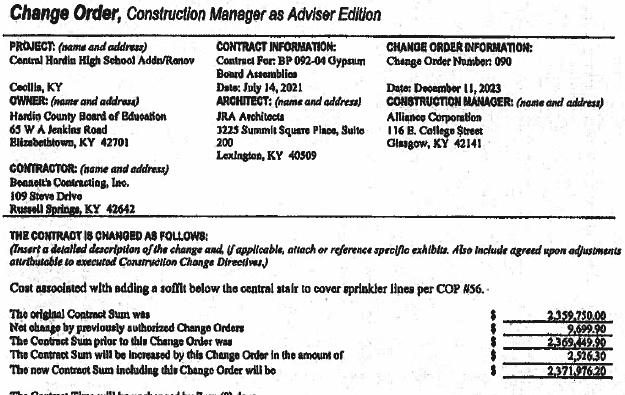 Change Order, Construction Manager as Adviser Edition
PROJECT: (name and address)
Central Hardin High School Addn/Renov
Cecilia, KY
OWNER: (name and address)
Hardin County Board of Education
65 W A Jenkins Road
Elizabethtown, KY 42701
CONTRACTOR: (name and address)
Bennett's Contracting, Inc.
109 Steve Drive
Russell Springs, KY 42642
CONTRACT INFORMATION:
Contract For: BP 092-04 Gypsum
Board Assemblies
Date: July 14, 2021
ARCHITECT: (name and address)
JRA Architects
3225 Summit Square Place, Suite
200
Lexington, KY 40509
CHANGE ORDER INFORMATION:
Change Order Number: 090
Date: December 11, 2023
CONSTRUCTION MANAGER: (name and address)
Alliance Corporation
116 E. College Street
Glasgow, KY 42141
THE CONTRACT IS CHANGED AS FOLLOWS:
(Insert a detailed description of the change and, if applicable, attach or reference specific exhibits. Also include agreed upon adjustments
attributable to executed Construction Change Directives.)
Cost associated with adding a soffit below the central stair to cover sprinkler lines per COP #56.
The original Contract Sum was $ 2,359,750.00
Net change by previously authorized Change Orders $ 9,699.90
The Contract Sum prior to this Change Order was $ 2,369,449.90
The Contract Sum will be increased by this Change Order in the amount of $ 2,526.30
The new Contract Sum including this Change Order will be $ 2,371,976.20